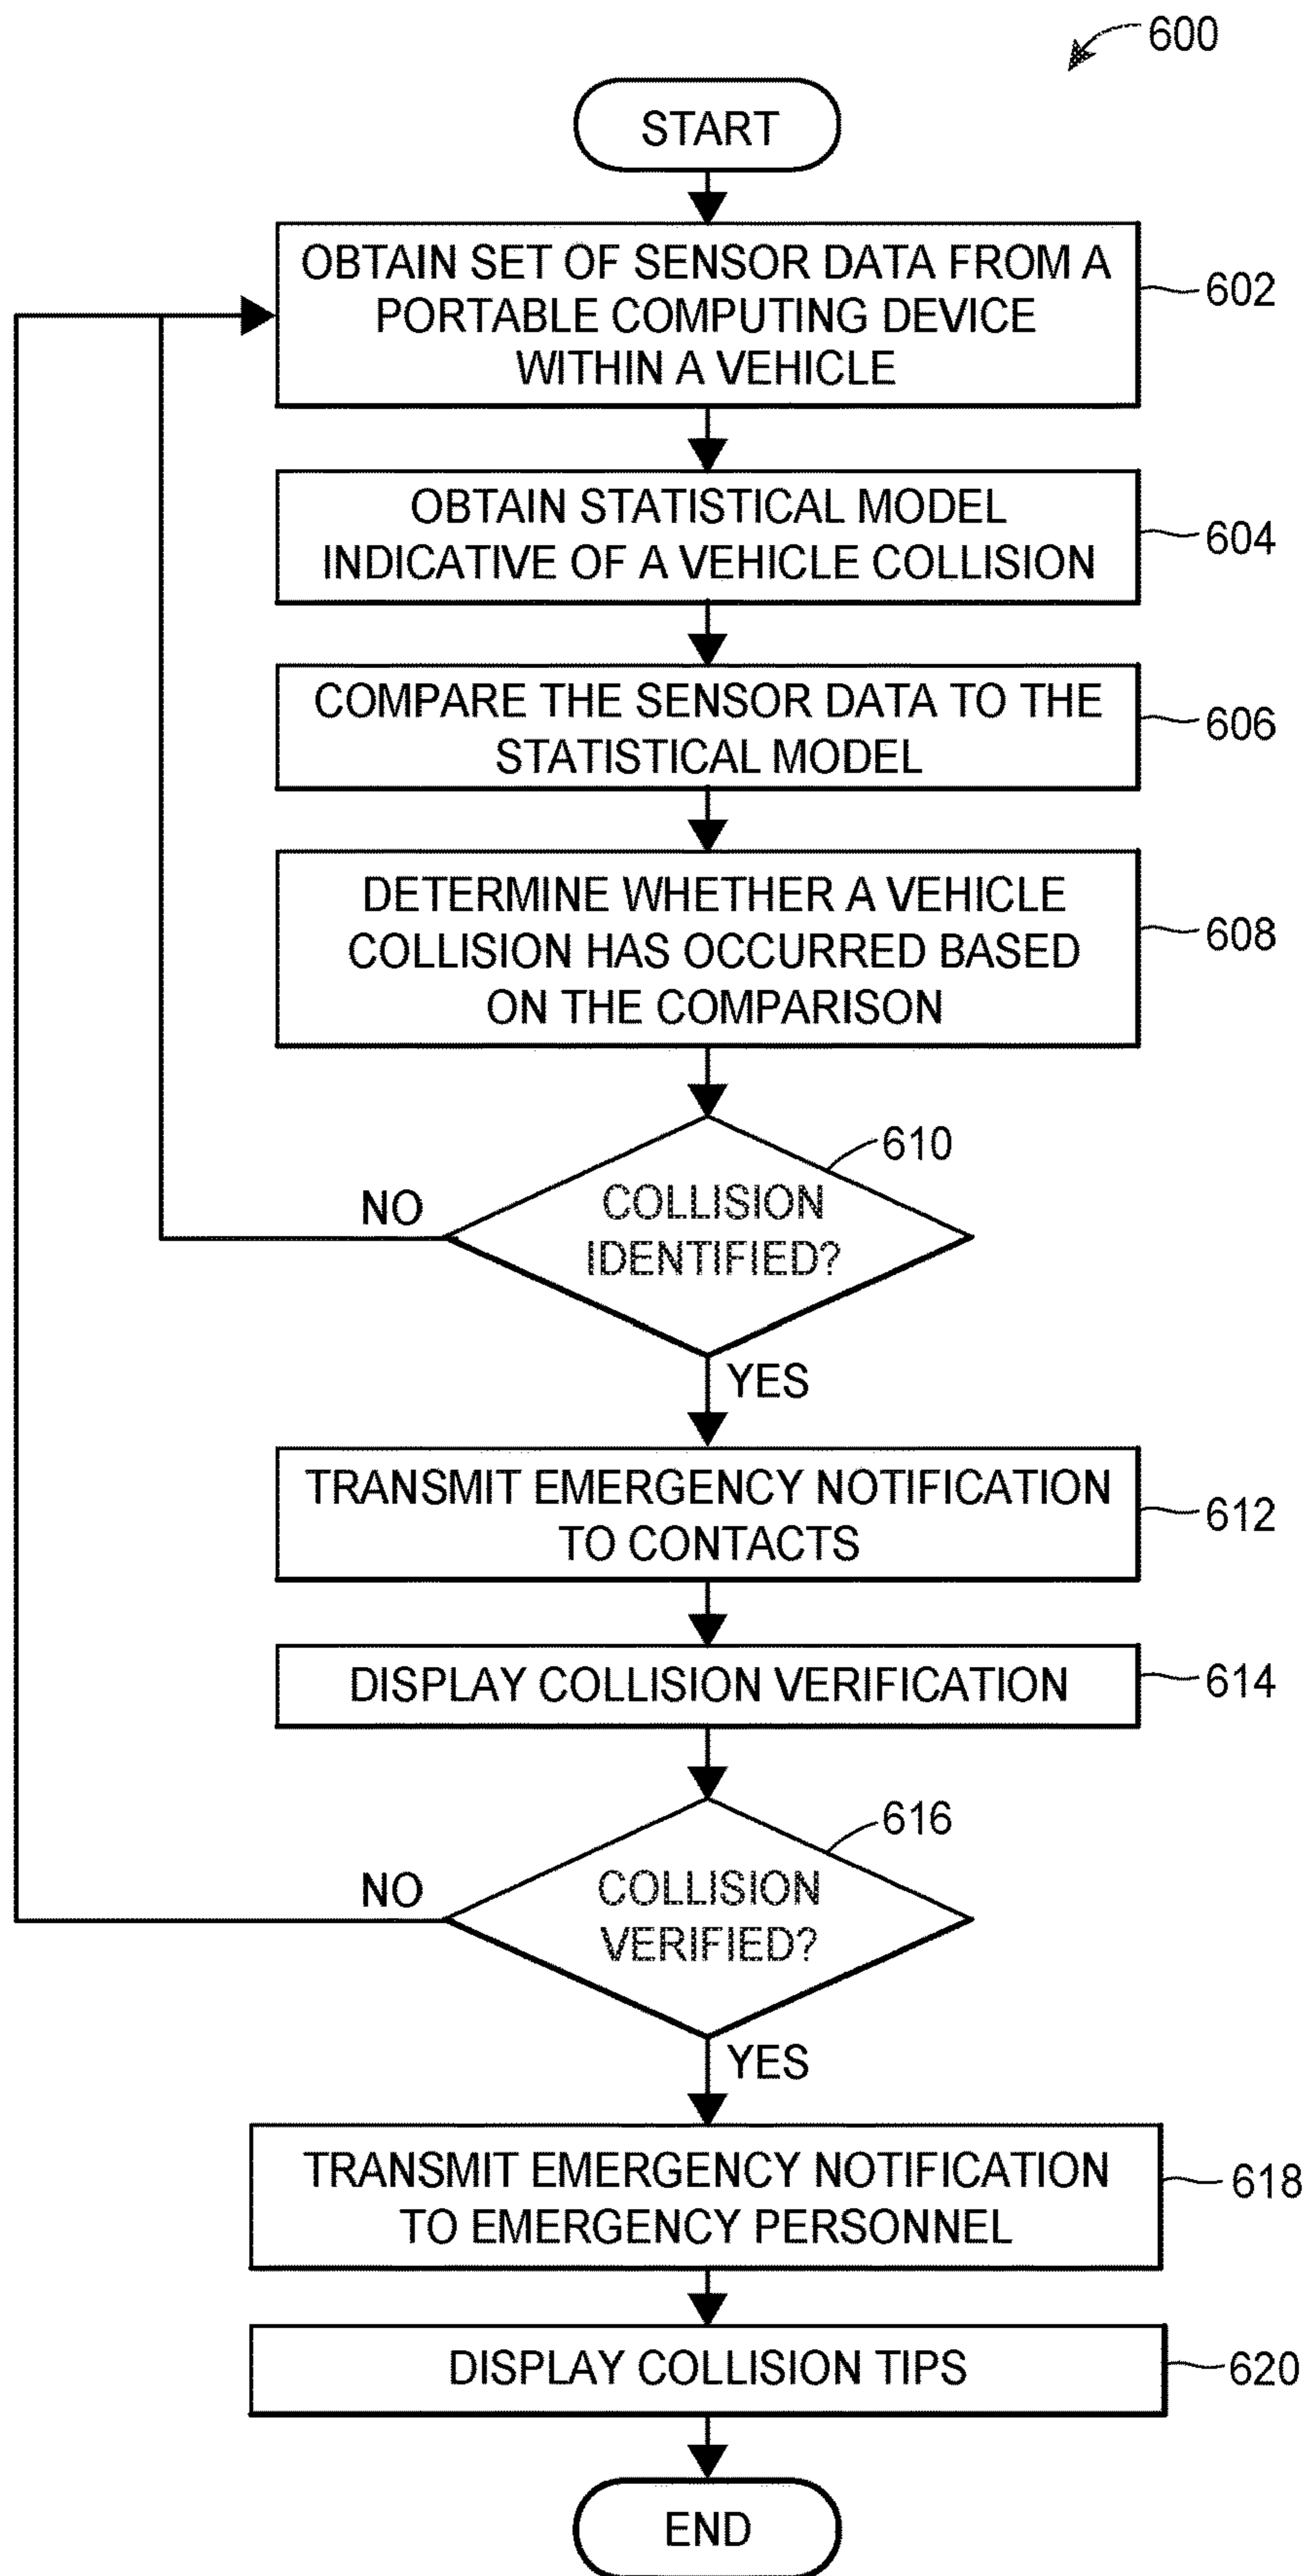 600
START
OBTAIN SET OF SENSOR DATA FROM A
PORTABLE COMPUTING DEVICE
WITHIN A VEHICLE
602
OBTAIN STATISTICAL MODEL
INDICATIVE OF A VEHICLE COLLISION
604
COMPARE THE SENSOR DATA TO THE
STATISTICAL MODEL
606
DETERMINE WHETHER A VEHICLE
COLLISION HAS OCCURRED BASED
ON THE COMPARISON
608
610
NO
COLLISION
IDENTIFIED?
YES
TRANSMIT EMERGENCY NOTIFICATION
TO CONTACTS
612
DISPLAY COLLISION VERIFICATION
614
616
NO
COLLISION
VERIFIED?
YES
TRANSMIT EMERGENCY NOTIFICATION
TO EMERGENCY PERSONNEL
618
DISPLAY COLLISION TIPS
620
END